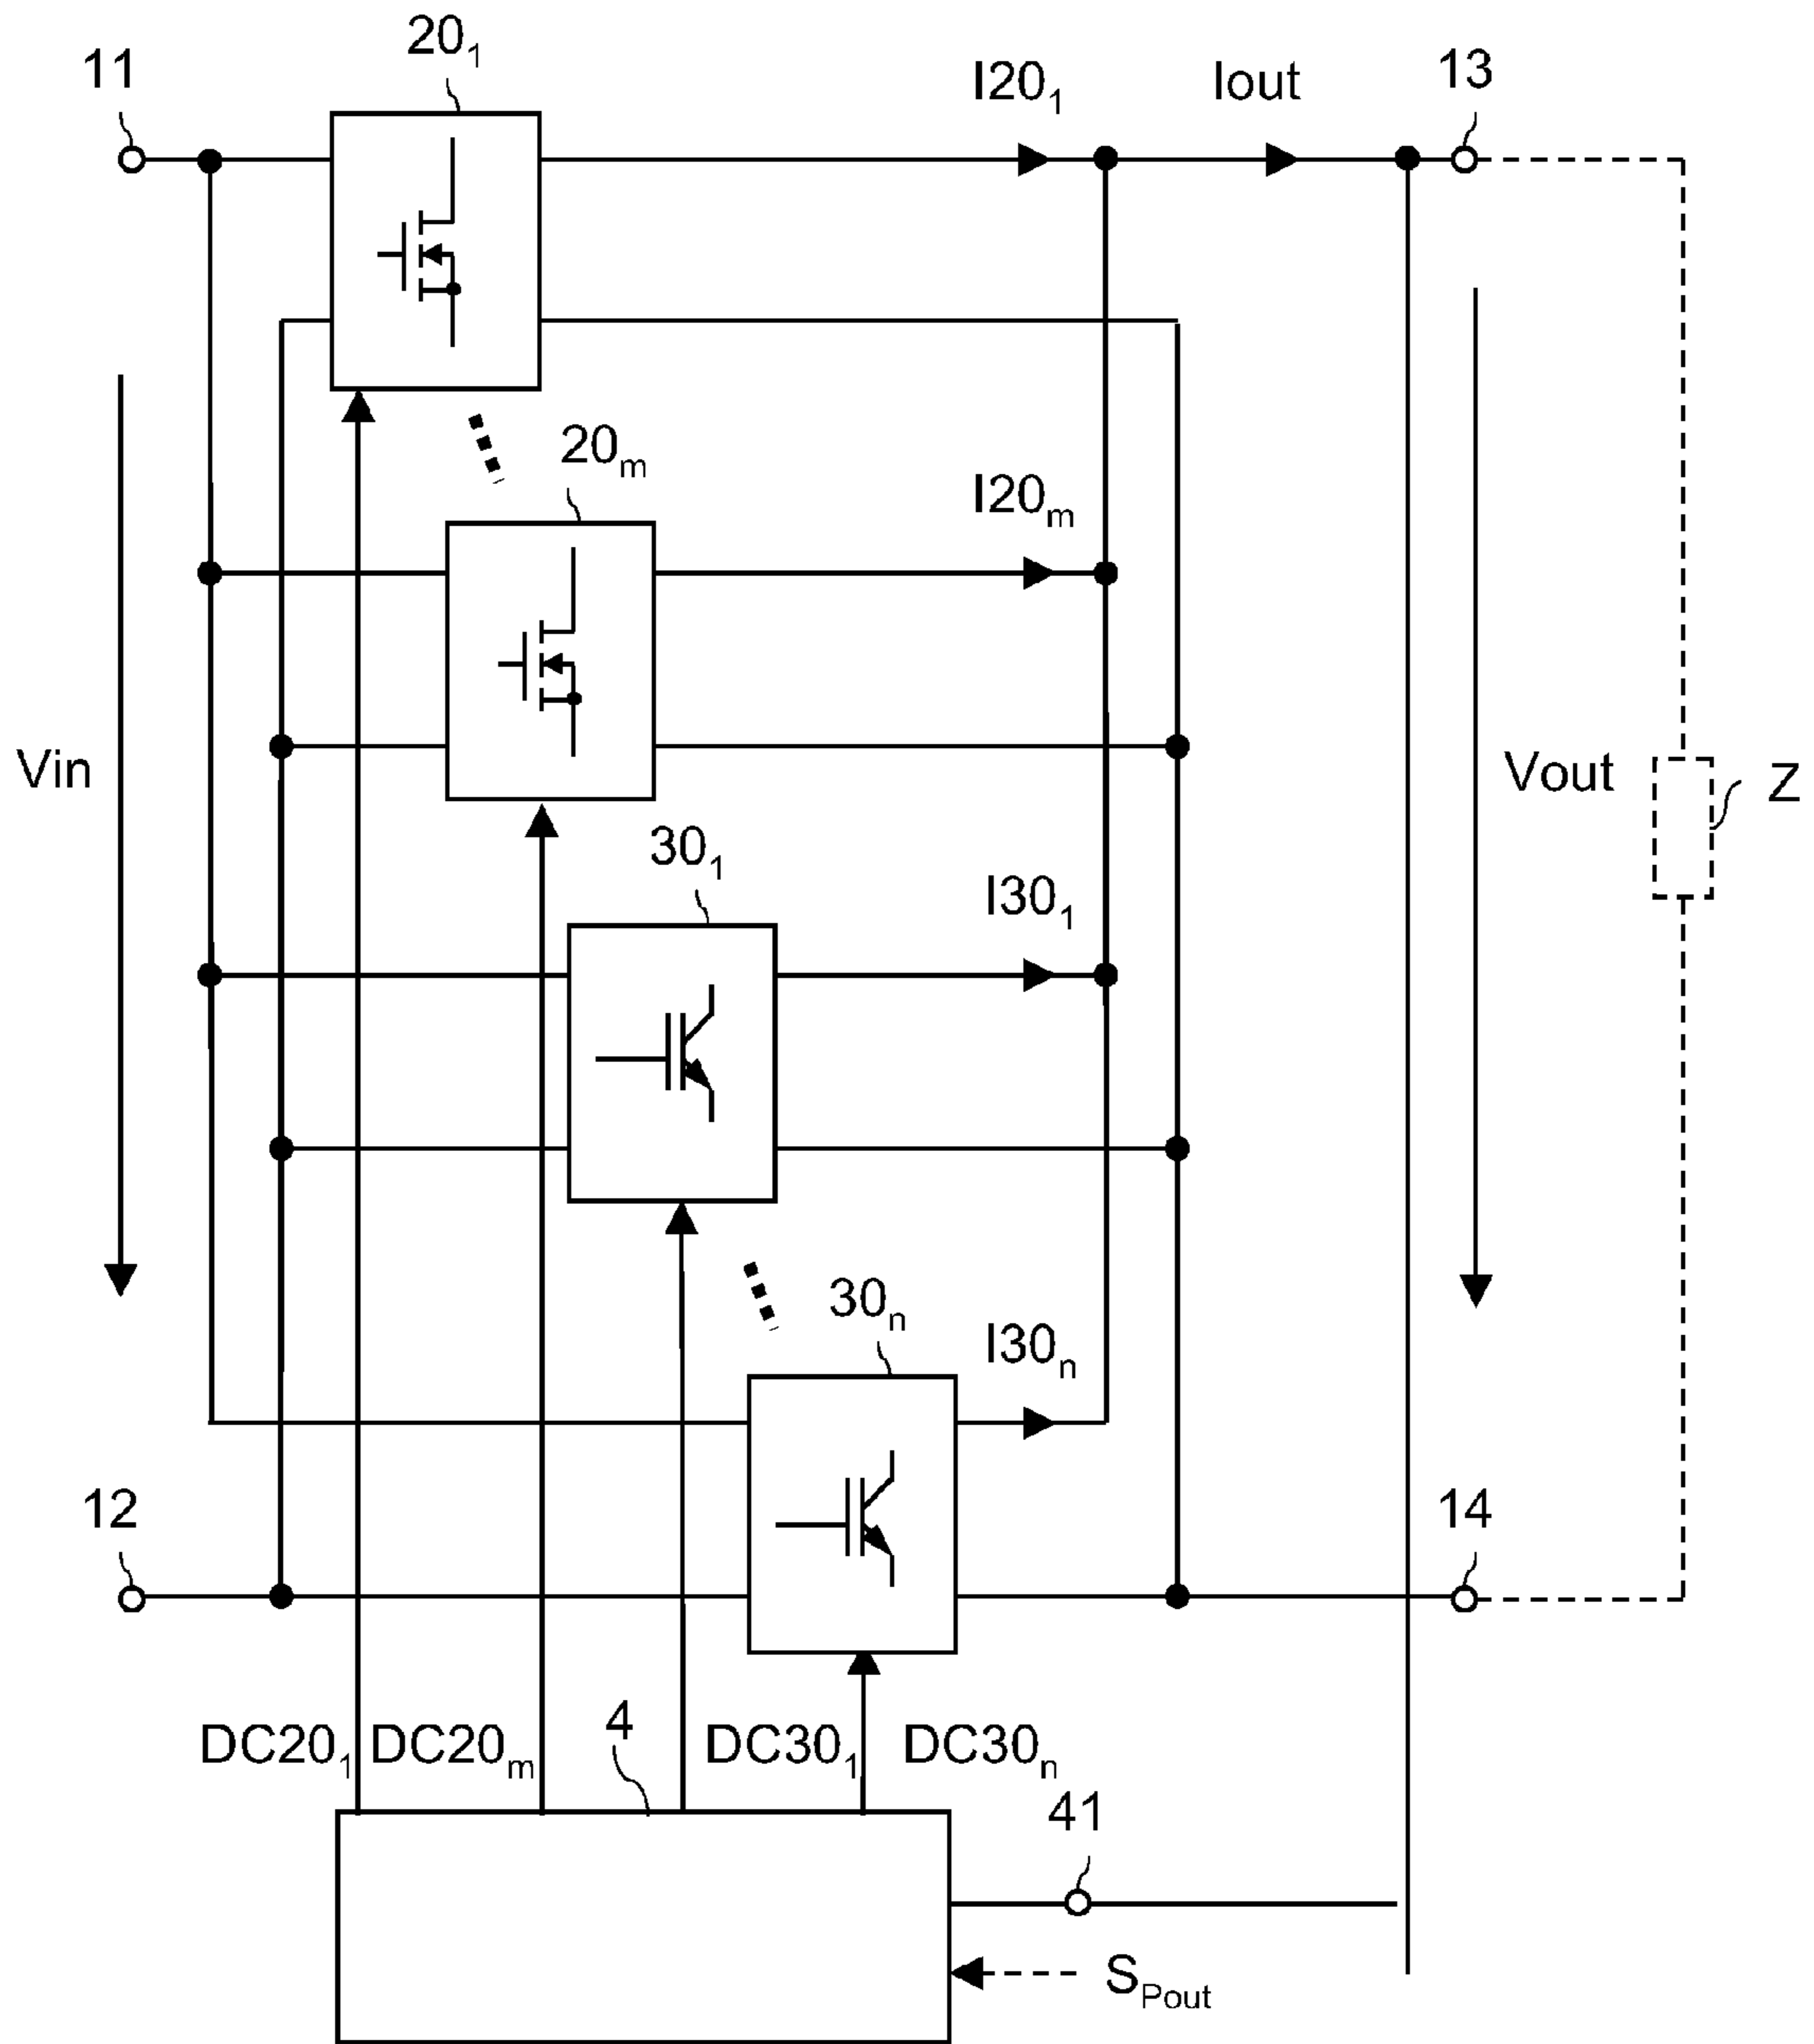 20₁
11
I20₁
Iout
13
20ₘ
I20ₘ
Vin
Vout
Z
30₁
I30₁
30ₙ
I30ₙ
12
14
DC20₁
DC20ₘ
4
DC30₁
DC30ₙ
41
S_Pout